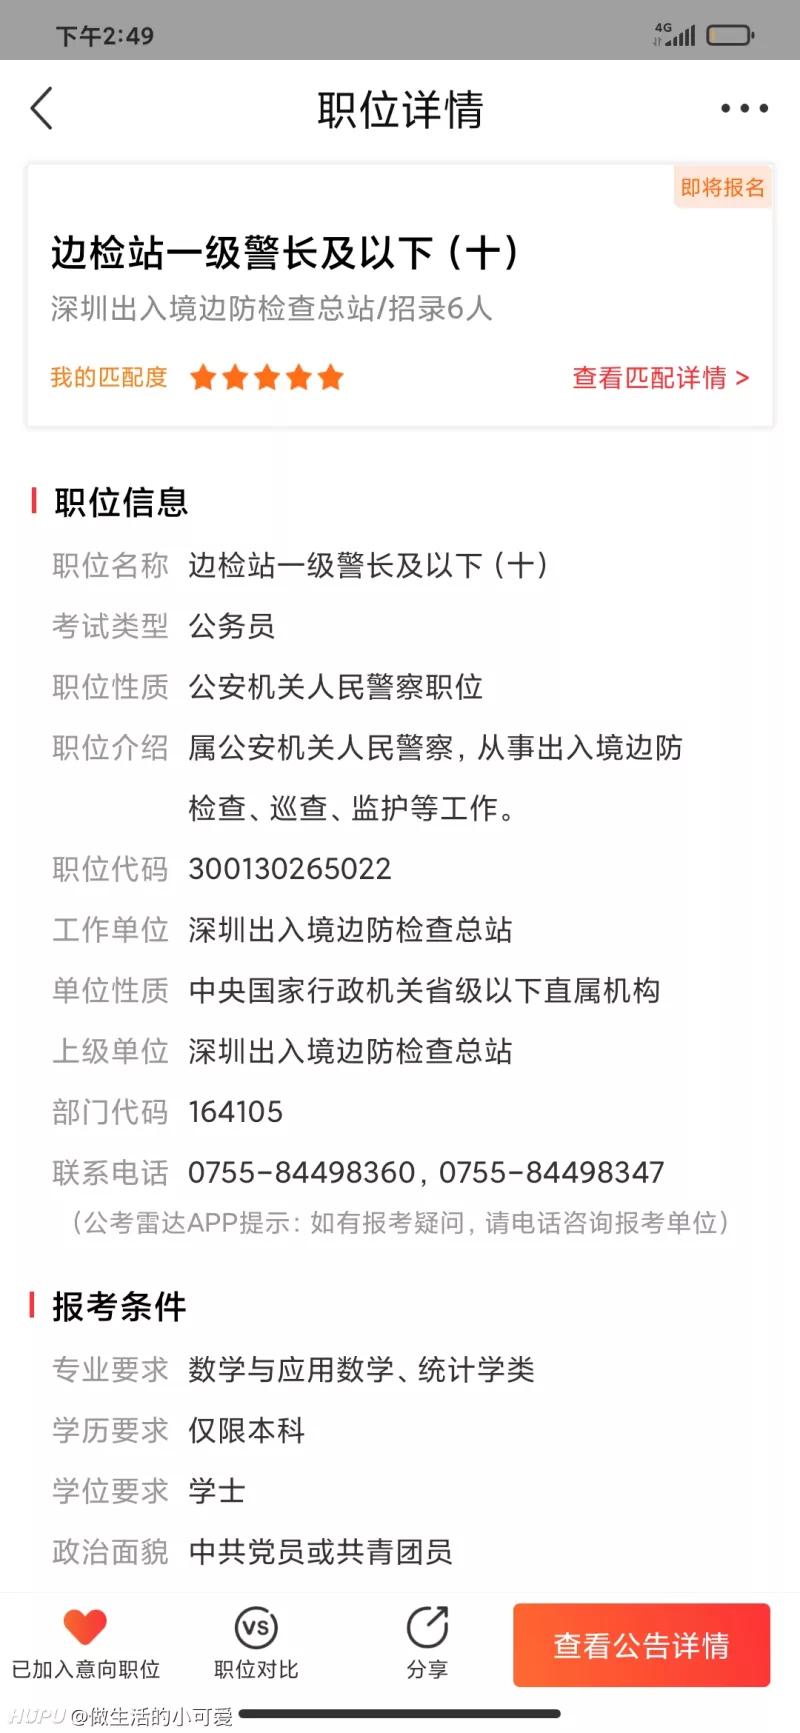 下午2:49
4G
职位详情
即将报名
边检站一级警长及以下（十）
深圳出入境边防检查总站/招录6人
我的匹配度
查看匹配详情 >
职位信息
职位名称 边检站一级警长及以下（十）
考试类型 公务员
职位性质 公安机关人民警察职位
职位介绍 属公安机关人民警察，从事出入境边防
检查、巡查、监护等工作。
职位代码 300130265022
工作单位 深圳出入境边防检查总站
单位性质 中央国家行政机关省级以下直属机构
上级单位 深圳出入境边防检查总站
部门代码 164105
联系电话 0755-84498360，0755-84498347
（公考雷达APP提示：如有报考疑问，请电话咨询报考单位）
报考条件
专业要求 数学与应用数学、统计学类
学历要求 仅限本科
学位要求 学士
政治面貌 中共党员或共青团员
VS
已加入意向职位 职位对比 分享 查看公告详情
HUPU @做生活的小可爱